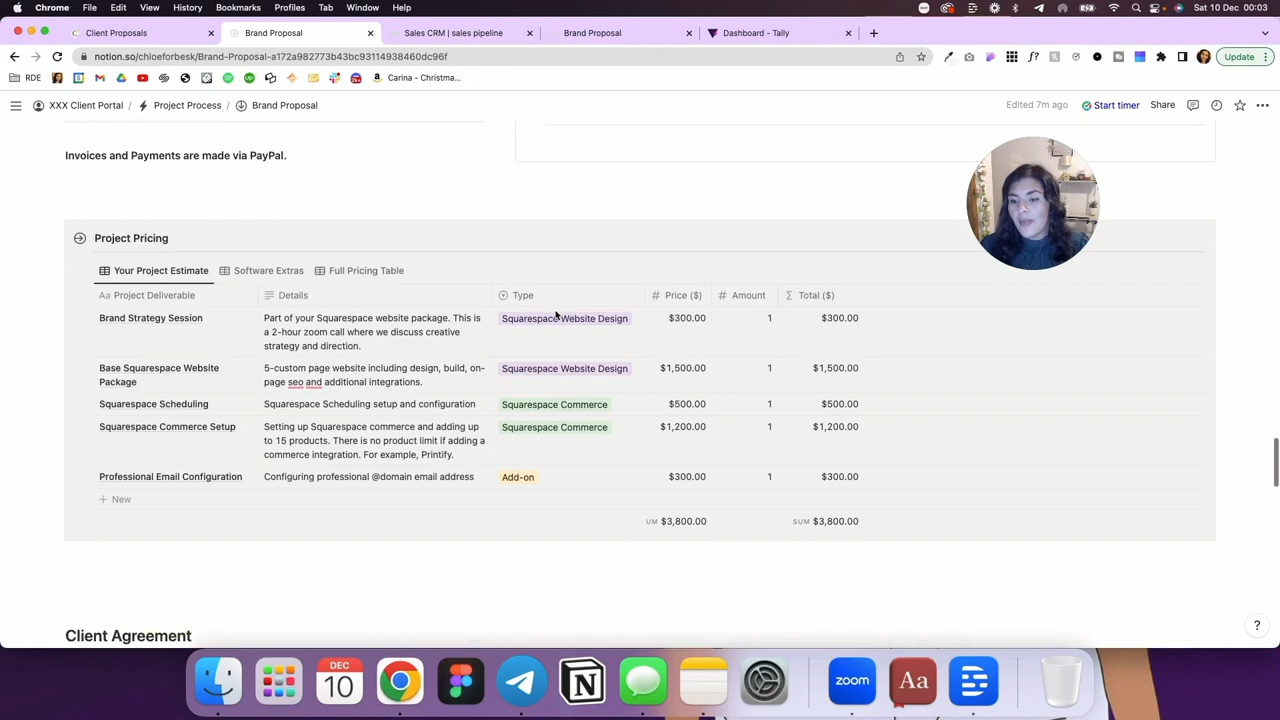 Chrome File Edit View History Bookmarks Profiles Tab Window Help Sat 10 Dec 00:03
Client Proposals Brand Proposal Sales CRM | sales pipeline Brand Proposal Dashboard - Tally
notion.so/chloeforbesk/Brand-Proposal-a172a982773b42bc93114938460dc96f Update
RDE Carina - Christma...
XXX Client Portal / Project Process / Brand Proposal Edited 7m ago Start timer Share
Invoices and Payments are made via PayPal.
Project Pricing
Your Project Estimate Software Extras Full Pricing Table
Aa Project Deliverable Details Type # Price ($) # Amount Σ Total ($)
Brand Strategy Session Part of your Squarespace website package. This is Squarespace Website Design $300.00 1 $300.00
a 2-hour zoom call where we discuss creative
strategy and direction.
Base Squarespace Website 5-custom page website including design, build, on- Squarespace Website Design $1,500.00 1 $1,500.00
Package page seo and additional integrations.
Squarespace Scheduling Squarespace Scheduling setup and configuration Squarespace Commerce $500.00 1 $500.00
Squarespace Commerce Setup Setting up Squarespace commerce and adding up Squarespace Commerce $1,200.00 1 $1,200.00
to 15 products. There is no product limit if adding a
commerce integration. For example, Printify.
Professional Email Configuration Configuring professional @domain email address Add-on $300.00 1 $300.00
+ New
UM $3,800.00 SUM $3,800.00
Client Agreement
?
DEC
10
zoom
Aa